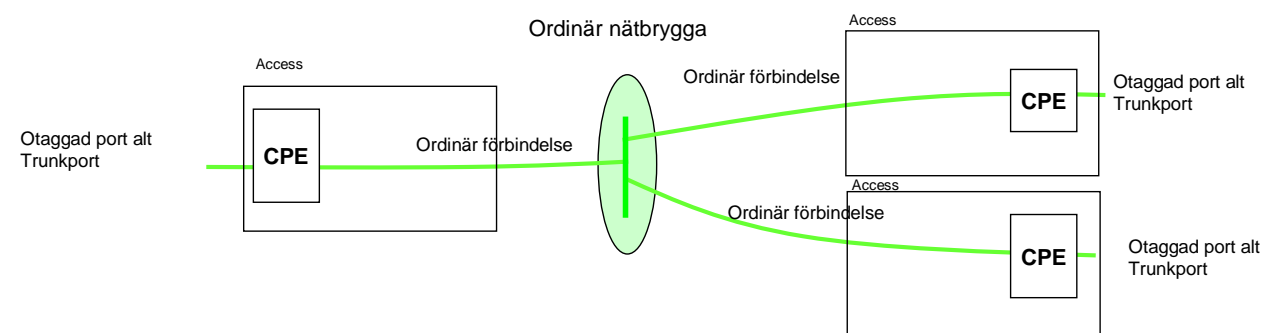 Ordinär nätbrygga
Access
Access
Ordinär förbindelse
CPE
Otaggad port alt
Trunkport
Otaggad port alt
Trunkport
CPE
Ordinär förbindelse
Access
Ordinär förbindelse
CPE
Otaggad port alt
Trunkport